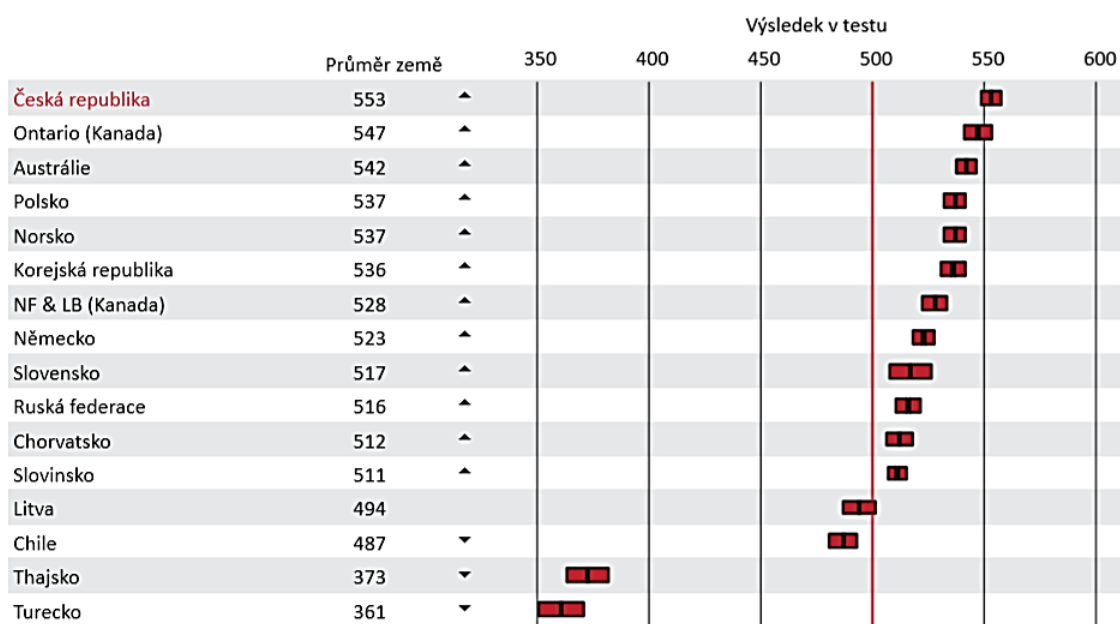 Výsledek v testu
Průměr země 350 400 450 500 550 600
Česká republika 553
Ontario (Kanada) 547
Austrálie 542
Polsko 537
Norsko 537
Korejská republika 536
NF & LB (Kanada) 528
Německo 523
Slovensko 517
Ruská federace 516
Chorvatsko 512
Slovinsko 511
Litva 494
Chile 487
Thajsko 373
Turecko 361